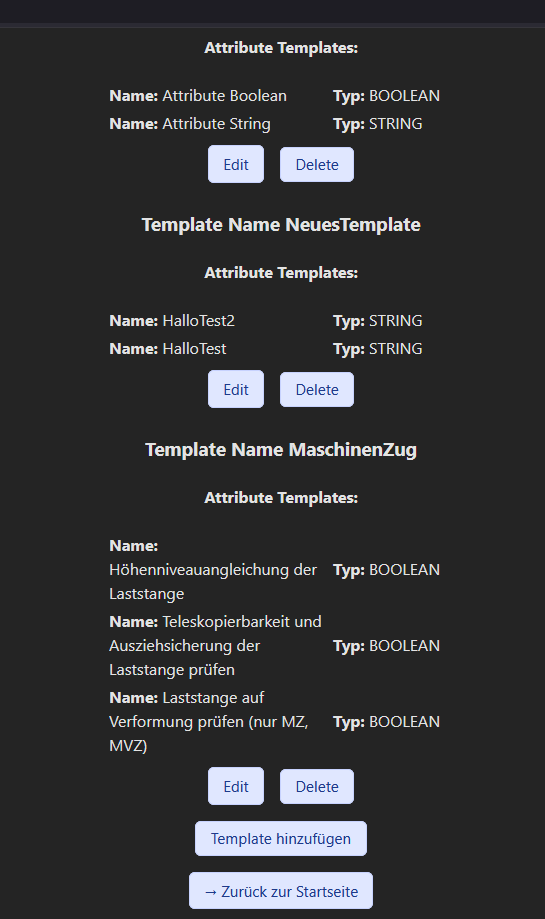 Attribute Templates:
Name: Attribute Boolean Typ: BOOLEAN
Name: Attribute String Typ: STRING
Edit Delete
Template Name NeuesTemplate
Attribute Templates:
Name: HalloTest2 Typ: STRING
Name: HalloTest Typ: STRING
Edit Delete
Template Name MaschinenZug
Attribute Templates:
Name:
Höhenniveauangleichung der Typ: BOOLEAN
Laststange
Name: Teleskopierbarkeit und
Ausziehsicherung der Typ: BOOLEAN
Laststange prüfen
Name: Laststange auf
Verformung prüfen (nur MZ, Typ: BOOLEAN
MVZ)
Edit Delete
Template hinzufügen
→ Zurück zur Startseite